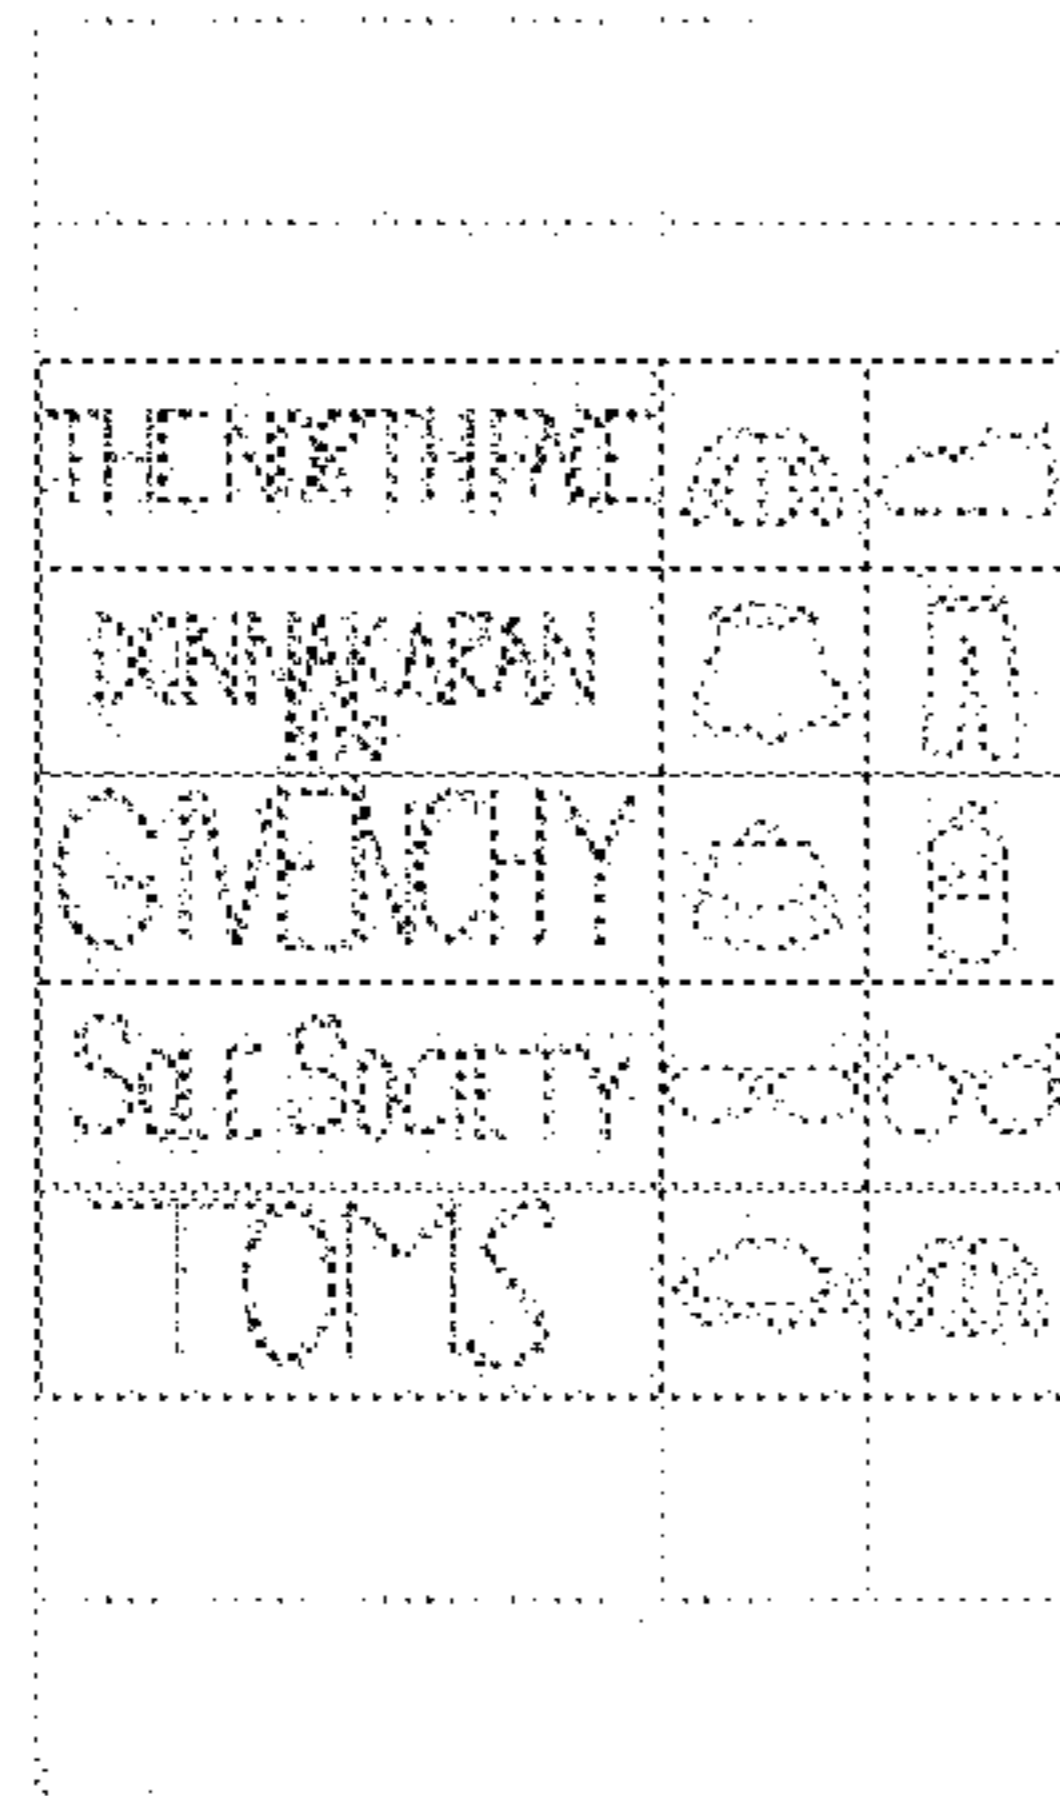 THE NORTH FACE
DONNA KARAN
GIVENCHY
SOLE SOCIETY
TOMS